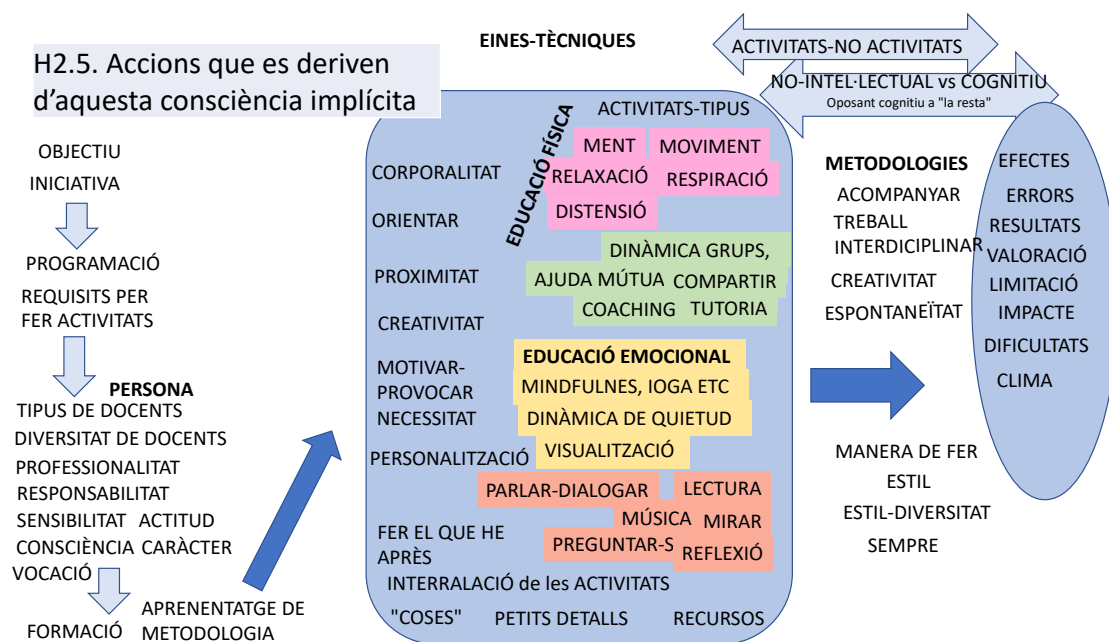 EINES-TÈCNIQUES
ACTIVITATS-NO ACTIVITATS
NO-INTEL·LECTUAL vs COGNITIU
Oposant cognitiu a "la resta"
H2.5. Accions que es deriven
d'aquesta consciència implícita
OBJECTIU
INICIATIVA
PROGRAMACIÓ
REQUISITS PER
FER ACTIVITATS
PERSONA
TIPUS DE DOCENTS
DIVERSITAT DE DOCENTS
PROFESSIONALITAT
RESPONSABILITAT
SENSIBILITAT ACTITUD
CONSCIÈNCIA CARÀCTER
VOCACIÓ
FORMACIÓ
APRENENTATGE DE
METODOLOGIA
CORPORALITAT
ORIENTAR
PROXIMITAT
CREATIVITAT
MOTIVAR-
PROVOCAR
NECESSITAT
PERSONALITZACIÓ
FER EL QUE HE
APRÈS
EDUCACIÓ FÍSICA
ACTIVITATS-TIPUS
MENT MOVIMENT
RELAXACIÓ RESPIRACIÓ
DISTENSIÓ
DINÀMICA GRUPS,
AJUDA MÚTUA COMPARTIR
COACHING TUTORIA
EDUCACIÓ EMOCIONAL
MINDFULNES, IOGA ETC
DINÀMICA DE QUIETUD
VISUALITZACIÓ
PARLAR-DIALOGAR LECTURA
MÚSICA MIRAR
PREGUNTAR-S REFLEXIÓ
INTERRALACIÓ de les ACTIVITATS
"COSES" PETITS DETALLS RECURSOS
METODOLOGIES
ACOMPANYAR
TREBALL
INTERDICIPLINAR
CREATIVITAT
ESPONTANEÏTAT
MANERA DE FER
ESTIL
ESTIL-DIVERSITAT
SEMPRE
EFECTES
ERRORS
RESULTATS
VALORACIÓ
LIMITACIÓ
IMPACTE
DIFICULTATS
CLIMA